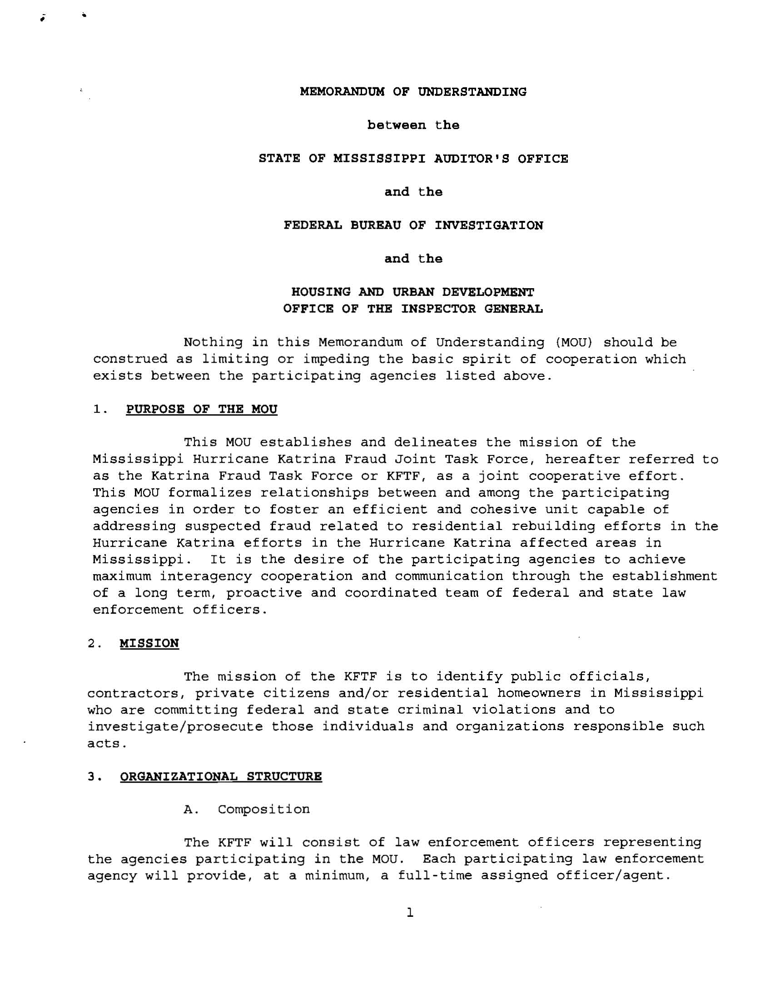 MEMORANDUM OF UNDERSTANDING
between the
STATE OF MISSISSIPPI AUDITOR'S OFFICE
and the
FEDERAL BUREAU OF INVESTIGATION
and the
HOUSING AND URBAN DEVELOPMENT
OFFICE OF THE INSPECTOR GENERAL
Nothing in this Memorandum of Understanding (MOU) should be
construed as limiting or impeding the basic spirit of cooperation which
exists between the participating agencies listed above.
1. PURPOSE OF THE MOU
This MOU establishes and delineates the mission of the
Mississippi Hurricane Katrina Fraud Joint Task Force, hereafter referred to
as the Katrina Fraud Task Force or KFTF, as a joint cooperative effort.
This MOU formalizes relationships between and among the participating
agencies in order to foster an efficient and cohesive unit capable of
addressing suspected fraud related to residential rebuilding efforts in the
Hurricane Katrina efforts in the Hurricane Katrina affected areas in
Mississippi. It is the desire of the participating agencies to achieve
maximum interagency cooperation and communication through the establishment
of a long term, proactive and coordinated team of federal and state law
enforcement officers.
2. MISSION
The mission of the KFTF is to identify public officials,
contractors, private citizens and/or residential homeowners in Mississippi
who are committing federal and state criminal violations and to
investigate/prosecute those individuals and organizations responsible such
acts.
3. ORGANIZATIONAL STRUCTURE
A. Composition
The KFTF will consist of law enforcement officers representing
the agencies participating in the MOU. Each participating law enforcement
agency will provide, at a minimum, a full-time assigned officer/agent.
1